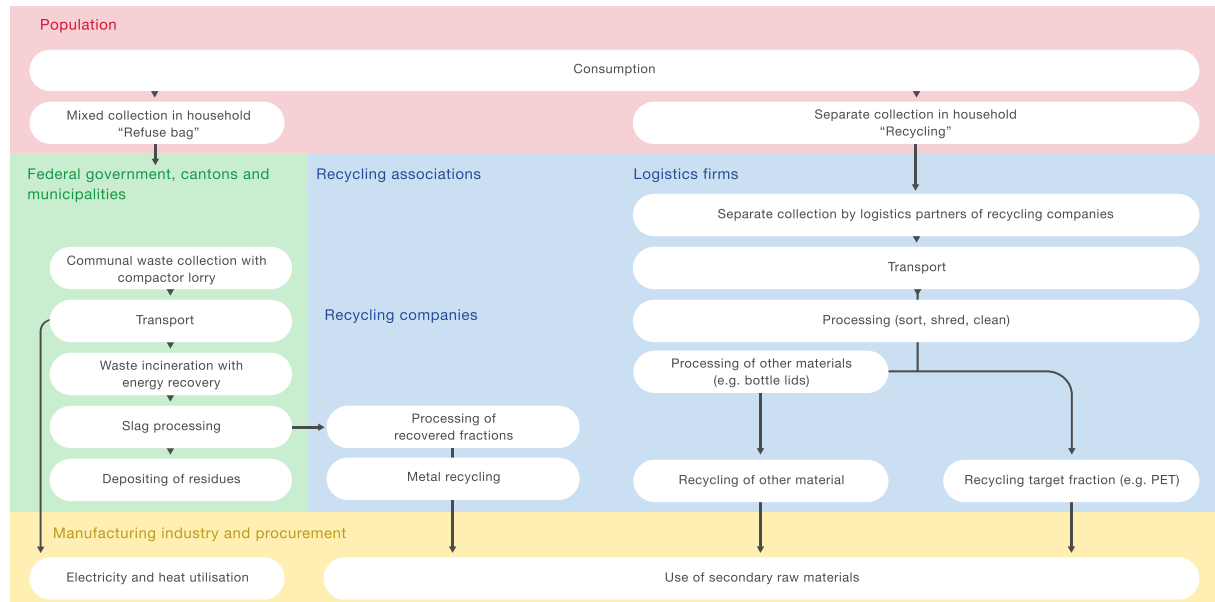 Population
Consumption
Mixed collection in household
“Refuse bag”
Separate collection in household
“Recycling”
Federal government, cantons and
municipalities
Recycling associations
Logistics firms
Separate collection by logistics partners of recycling companies
Communal waste collection with
compactor lorry
Transport
Transport
Recycling companies
Processing (sort, shred, clean)
Waste incineration with
energy recovery
Processing of other materials
(e.g. bottle lids)
Slag processing
Processing of
recovered fractions
Depositing of residues
Metal recycling
Recycling of other material
Recycling target fraction (e.g. PET)
Manufacturing industry and procurement
Electricity and heat utilisation
Use of secondary raw materials